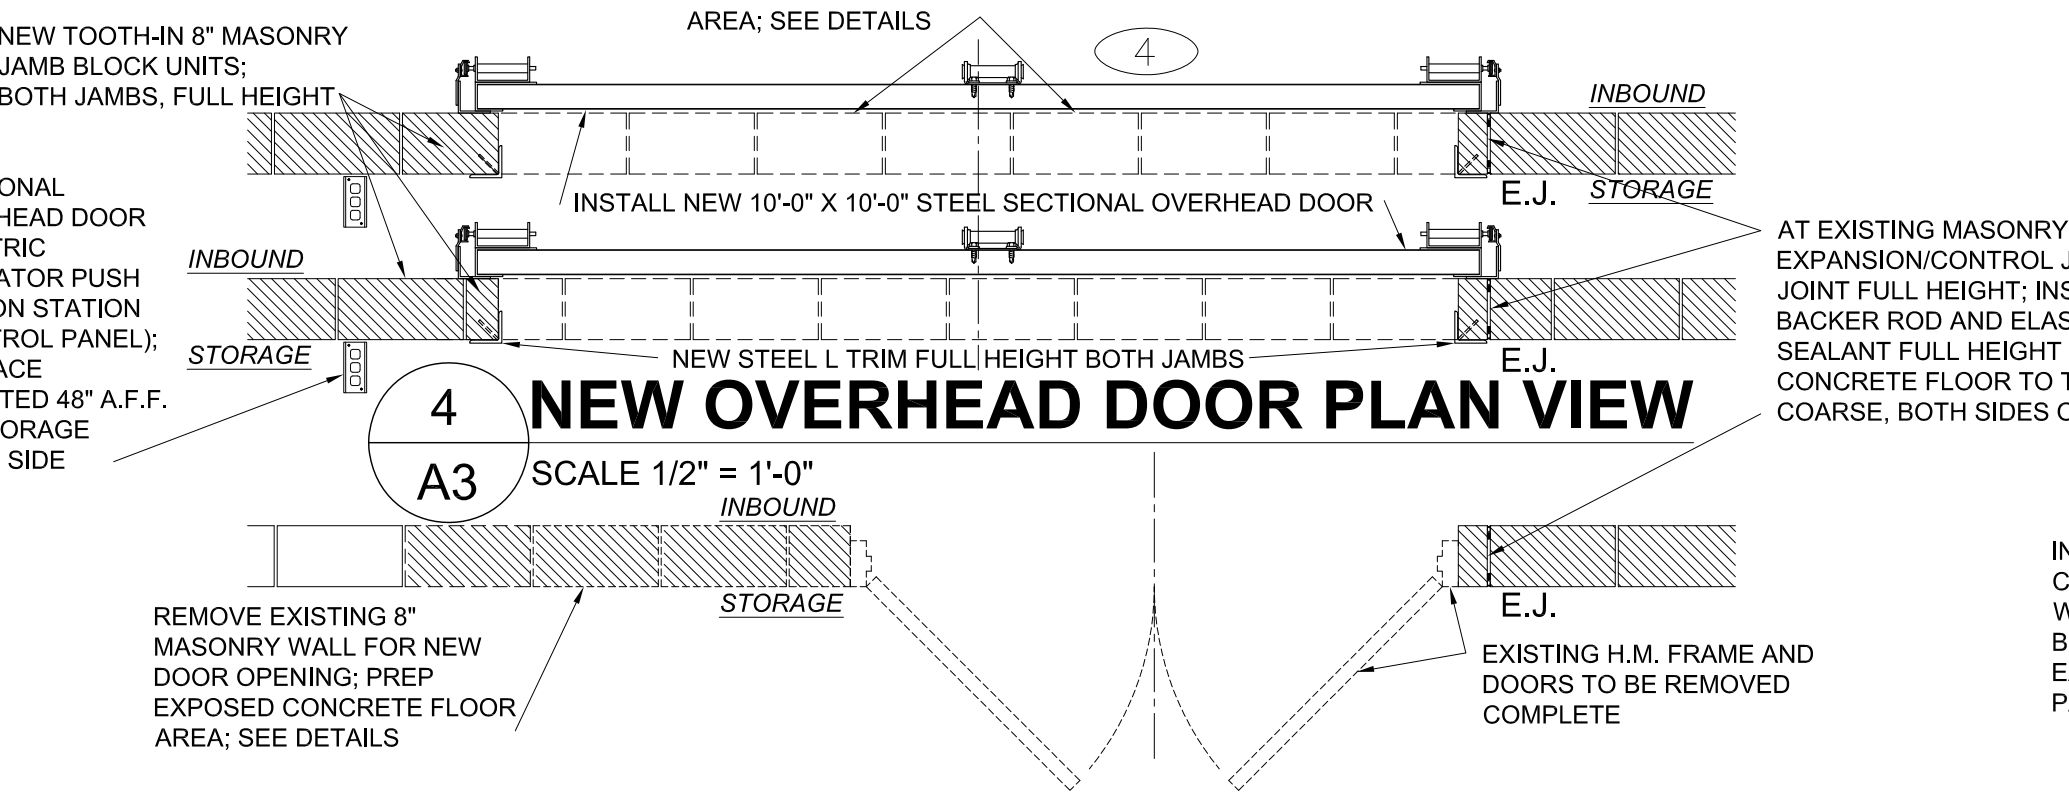 NEW TOOTH-IN 8" MASONRY
JAMB BLOCK UNITS;
BOTH JAMBS, FULL HEIGHT
AREA; SEE DETAILS
4
INBOUND
STORAGE
E.J.
INSTALL NEW 10'-0" X 10'-0" STEEL SECTIONAL OVERHEAD DOOR
ONAL
HEAD DOOR
TRIC
ATOR PUSH
ON STATION
TROL PANEL);
ACE
TED 48" A.F.F.
ORAGE
SIDE
INBOUND
STORAGE
E.J.
NEW STEEL L TRIM FULL HEIGHT BOTH JAMBS
AT EXISTING MASONRY
EXPANSION/CONTROL J
JOINT FULL HEIGHT; INS
BACKER ROD AND ELAS
SEALANT FULL HEIGHT
CONCRETE FLOOR TO T
COARSE, BOTH SIDES O
4
A3
NEW OVERHEAD DOOR PLAN VIEW
SCALE 1/2" = 1'-0"
INBOUND
STORAGE
E.J.
REMOVE EXISTING 8"
MASONRY WALL FOR NEW
DOOR OPENING; PREP
EXPOSED CONCRETE FLOOR
AREA; SEE DETAILS
EXISTING H.M. FRAME AND
DOORS TO BE REMOVED
COMPLETE